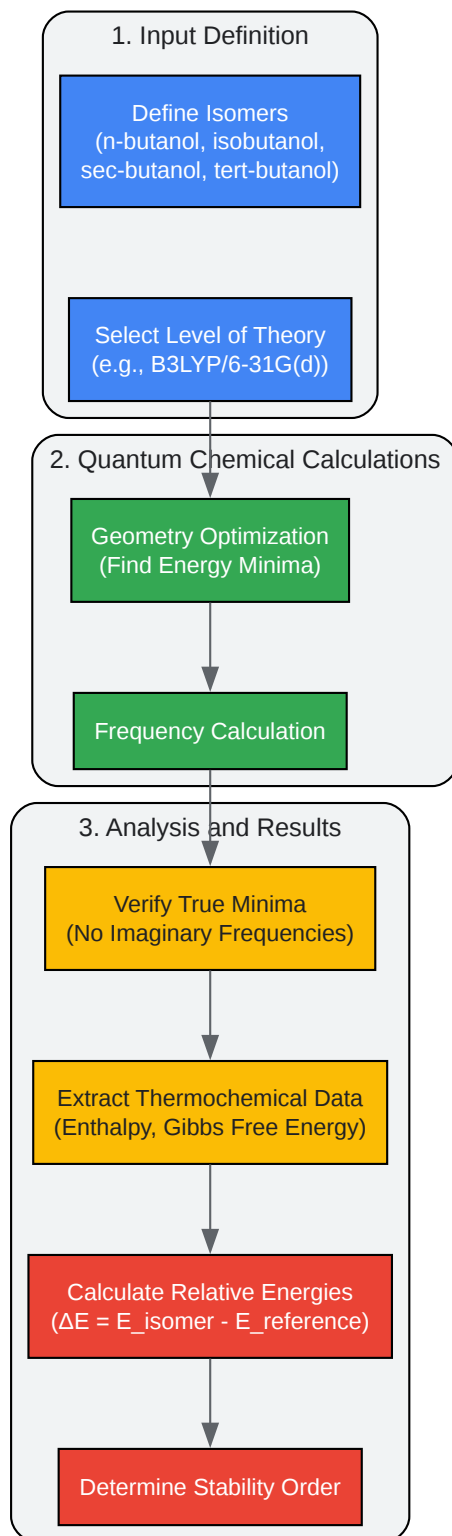 1. Input Definition
Define Isomers
(n-butanol, isobutanol,
sec-butanol, tert-butanol)
Select Level of Theory
(e.g., B3LYP/6-31G(d))
2. Quantum Chemical Calculations
Geometry Optimization
(Find Energy Minima)
Frequency Calculation
3. Analysis and Results
Verify True Minima
(No Imaginary Frequencies)
Extract Thermochemical Data
(Enthalpy, Gibbs Free Energy)
Calculate Relative Energies
(ΔE = E_isomer - E_reference)
Determine Stability Order